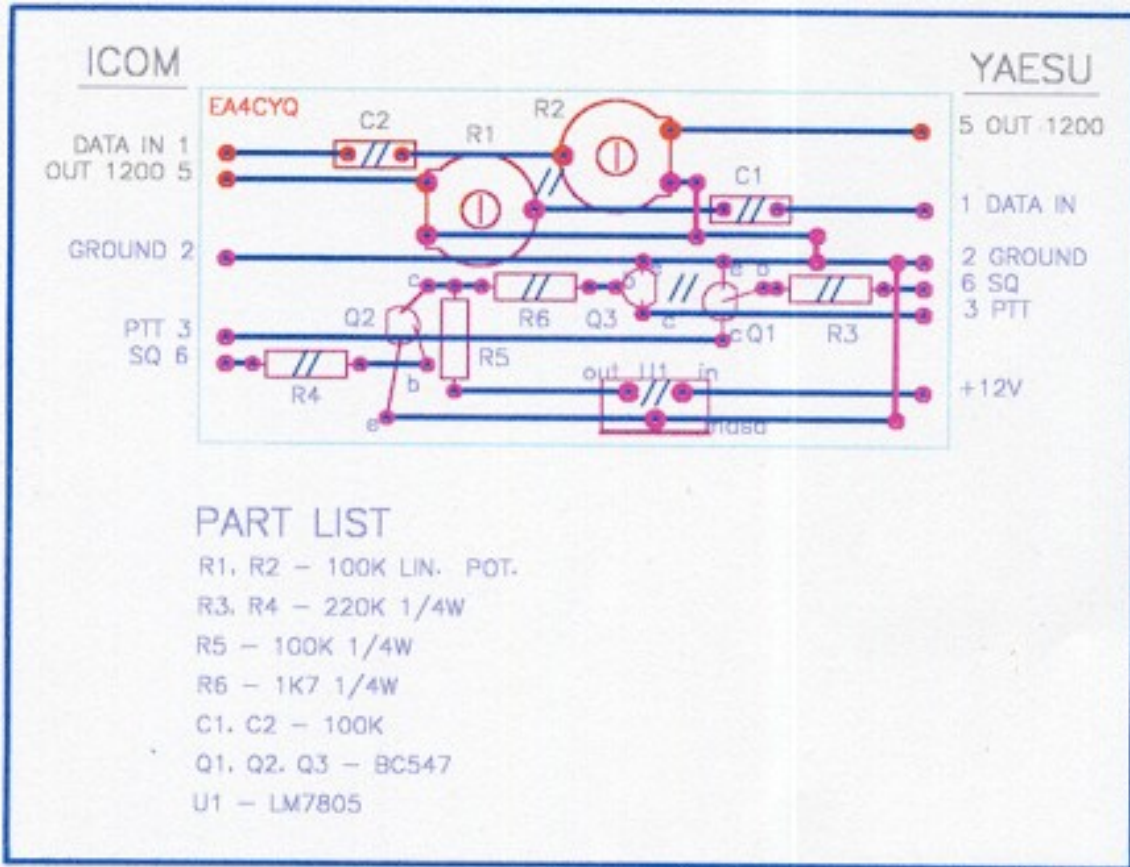 ICOM
YAESU
EA4CYQ
C2
R1
R2
DATA IN 1
OUT 1200 5
5 OUT 1200
C1
1 DATA IN
GROUND 2
2 GROUND
6 SQ
3 PTT
c
e
b
e
b
Q2
R6
Q3
c
c
Q1
R3
PTT 3
SQ 6
R4
b
R5
out U1 in
+12V
e
masa
PART LIST
R1, R2 - 100K LIN. POT.
R3, R4 - 220K 1/4W
R5 - 100K 1/4W
R6 - 1K7 1/4W
C1, C2 - 100K
Q1, Q2, Q3 - BC547
U1 - LM7805